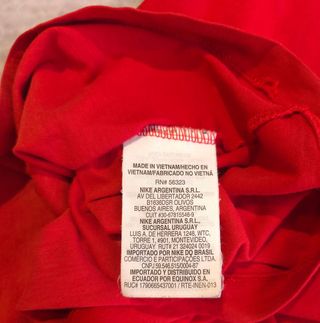 MADE IN VIETNAM/HECHO EN
VIETNAM/FABRICADO NO VIETNÃ
RN# 56323
NIKE ARGENTINA S.R.L.
AV DEL LIBERTADOR 2442
B1636DSR OLIVOS
BUENOS AIRES, ARGENTINA
CUIT #30-67815546-9
NIKE ARGENTINA S.R.L.
SUCURSAL URUGUAY
LUIS A. DE HERRERA 1248, WTC,
TORRE 1, #901, MONTEVIDEO,
URUGUAY, RUT# 21 324024 0019
IMPORTADO POR NIKE DO BRASIL
COMERCIO E PARTICIPAÇÕES LTDA.
CNPJ 59.546.515/0004-87
IMPORTADO Y DISTRIBUIDO EN
ECUADOR POR EQUINOX S.A.
RUC# 1790665437001 / RTE-INEN-013